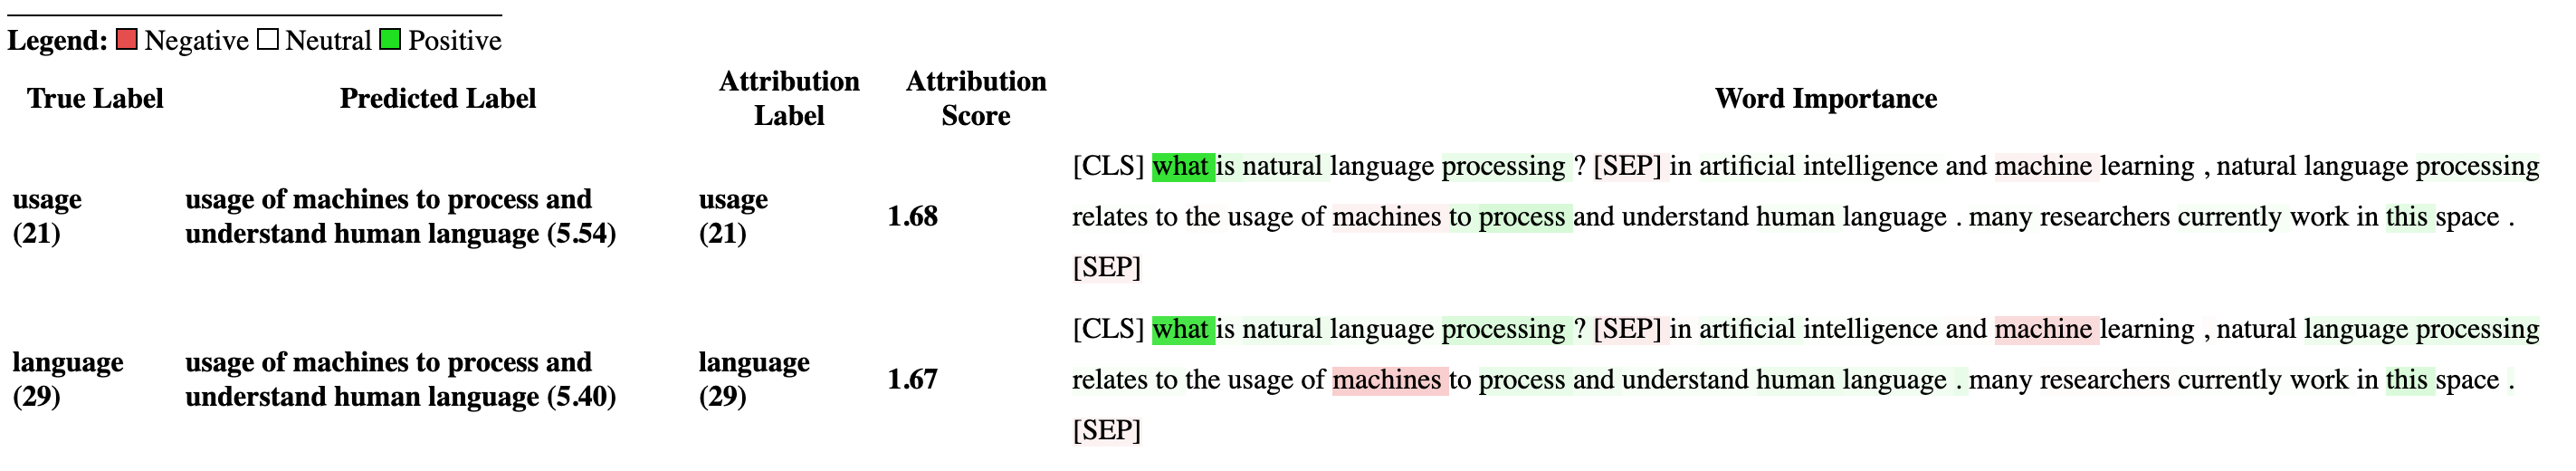 Legend: Negative Neutral Positive
True Label Predicted Label Attribution Label Attribution Score Word Importance
usage (21) usage of machines to process and understand human language (5.54) usage (21) 1.68 [CLS] what is natural language processing ? [SEP] in artificial intelligence and machine learning , natural language processing
relates to the usage of machines to process and understand human language . many researchers currently work in this space .
[SEP]
language (29) usage of machines to process and understand human language (5.40) language (29) 1.67 [CLS] what is natural language processing ? [SEP] in artificial intelligence and machine learning , natural language processing
relates to the usage of machines to process and understand human language . many researchers currently work in this space .
[SEP]